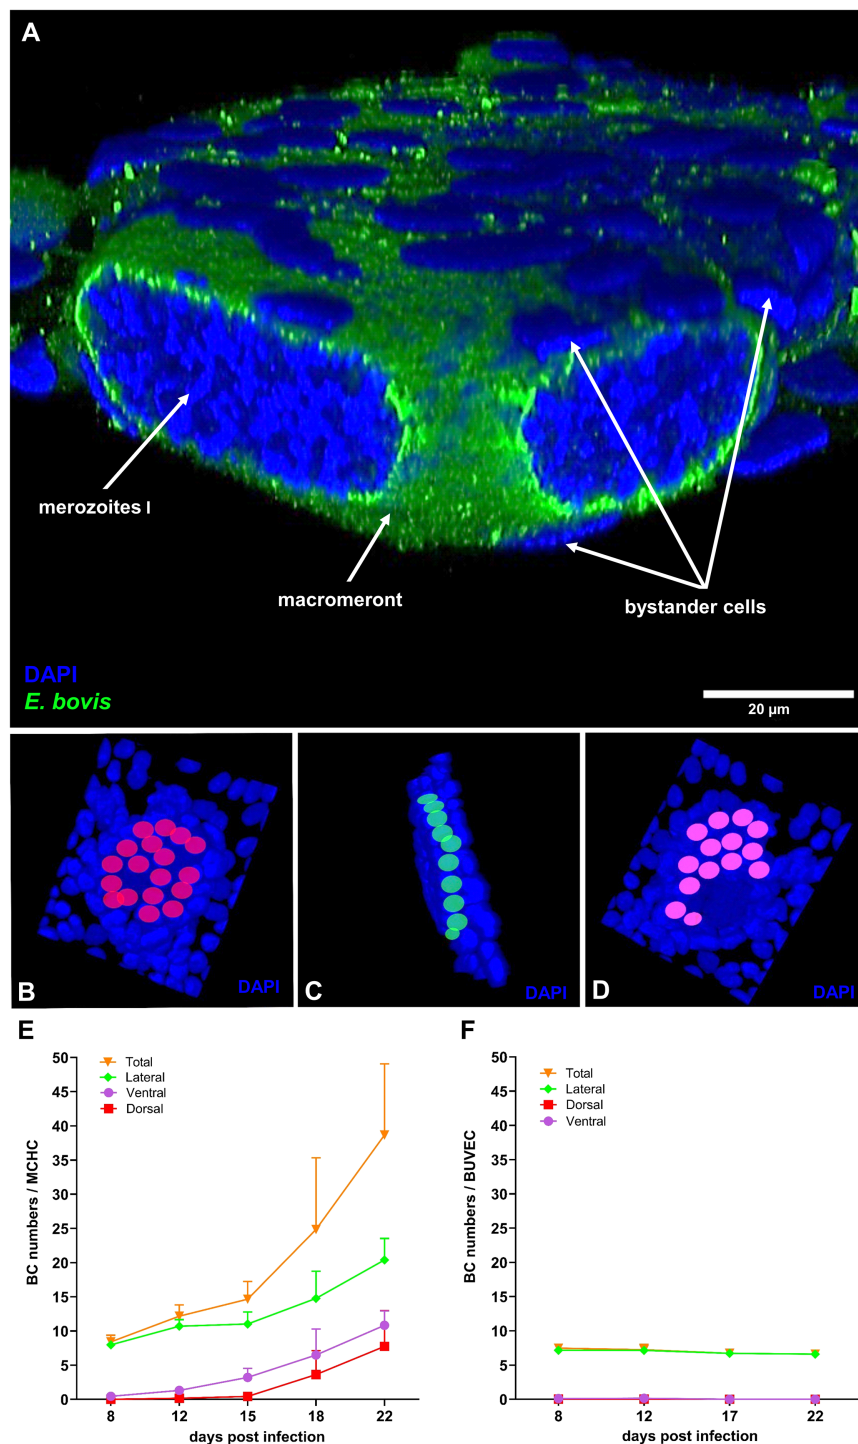 A
merozoites I
macromeront
bystander cells
DAPI
E. bovis
20 µm
B
DAPI
C
DAPI
D
DAPI
E
Total
Lateral
Ventral
Dorsal
BC numbers / MCHC
50
45
40
35
30
25
20
15
10
5
0
8 12 15 18 22
days post infection
F
Total
Lateral
Dorsal
Ventral
BC numbers / BUVEC
50
45
40
35
30
25
20
15
10
5
0
8 12 17 22
days post infection